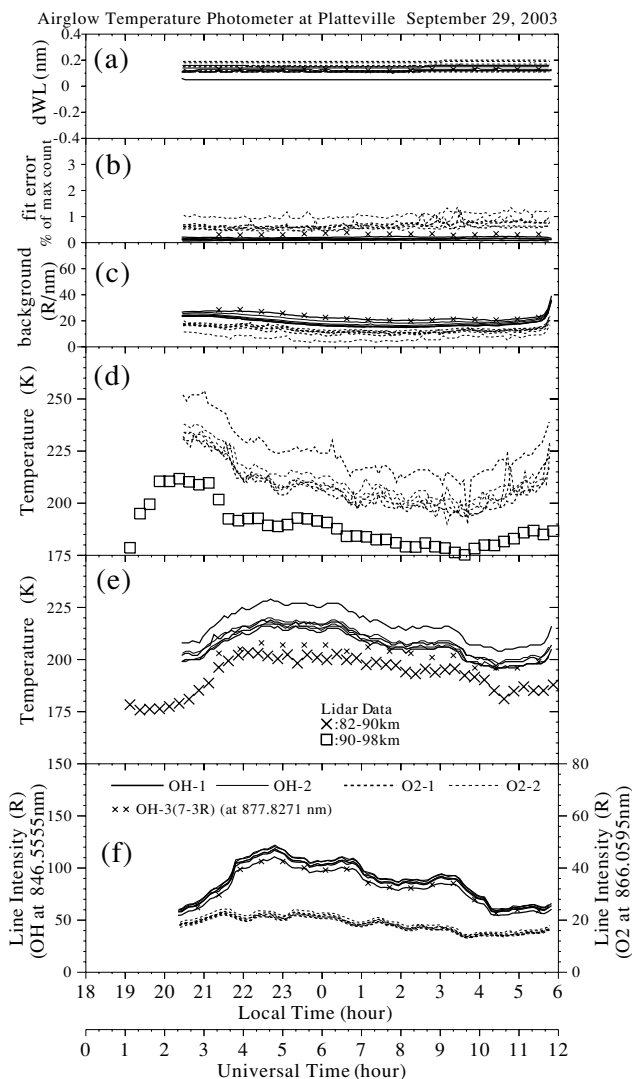 Airglow Temperature Photometer at Platteville September 29, 2003
(a)
dWL (nm)
0.4
0.2
0
-0.2
-0.4
(b)
fit error
% of max count
3
2
1
0
(c)
background
(R/nm)
60
40
20
0
(d)
Temperature (K)
250
225
200
175
(e)
Temperature (K)
225
200
175
150
Lidar Data
×:82-90km
□:90-98km
OH-1 OH-2 O2-1 O2-2
×× OH-3(7-3R) (at 877.8271 nm)
(f)
Line Intensity (R)
(OH at 846.5555nm)
150
100
50
0
80
60
40
20
0
Line Intensity (R)
(O2 at 866.0595nm)
18 19 20 21 22 23 0 1 2 3 4 5 6
Local Time (hour)
0 1 2 3 4 5 6 7 8 9 10 11 12
Universal Time (hour)